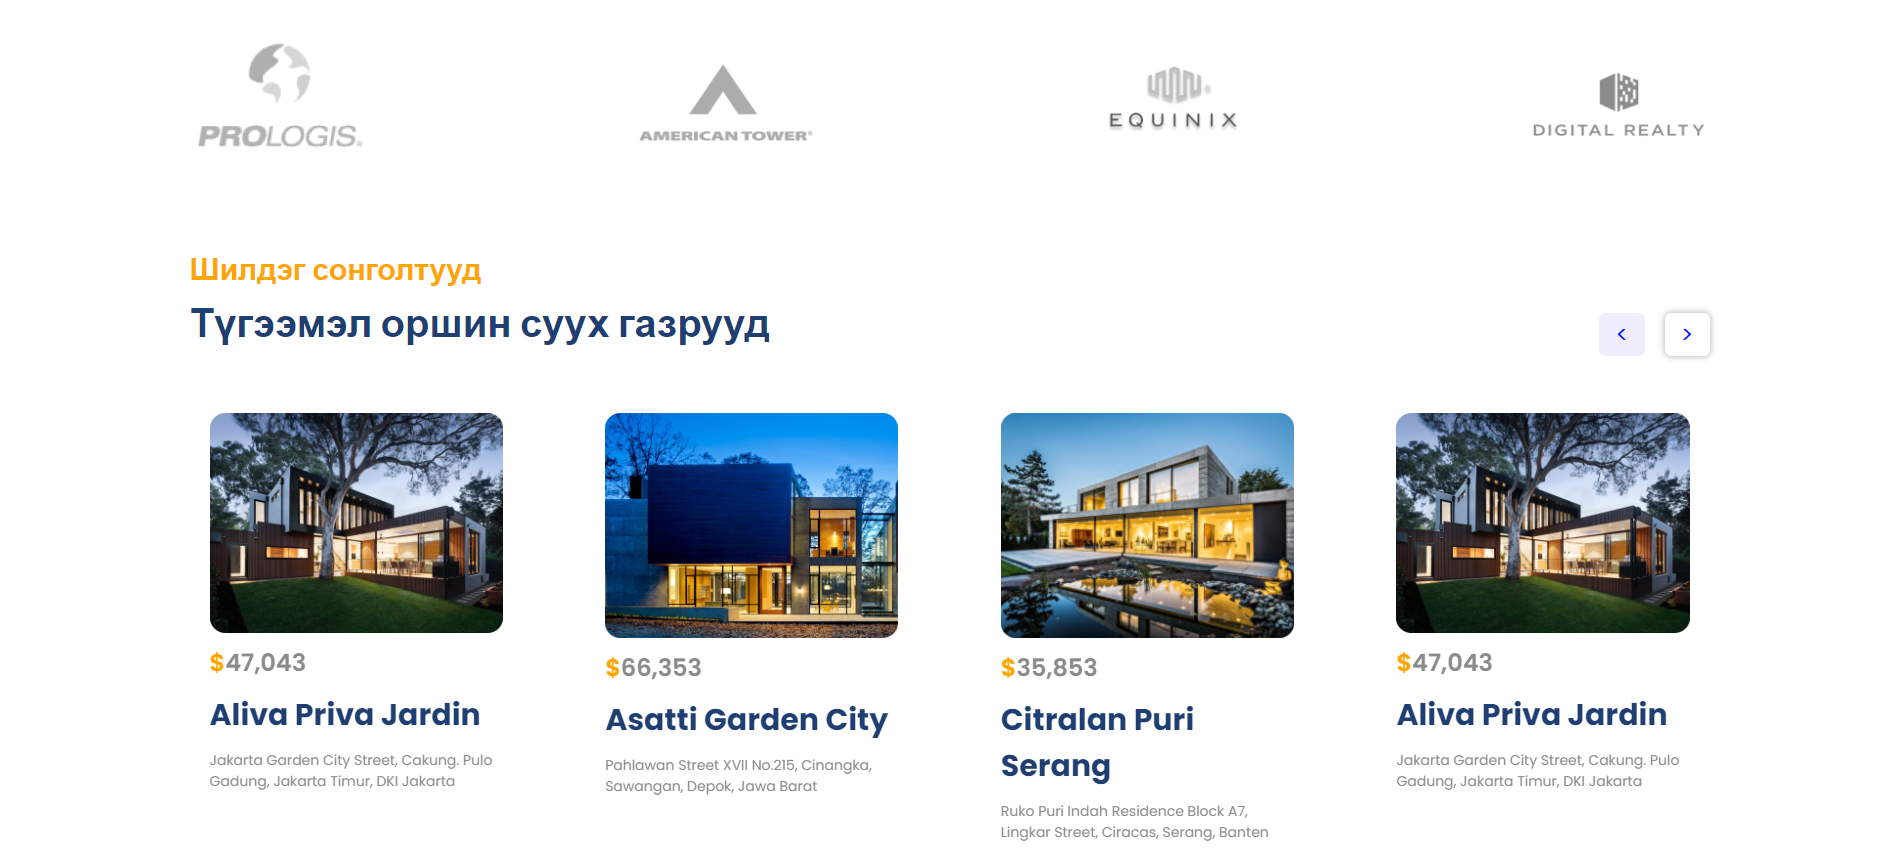 PROLOGIS.
AMERICAN TOWER®
EQUINIX
DIGITAL REALTY
Шилдэг сонголтууд
Түгээмэл оршин суух газрууд
< >
$47,043
Aliva Priva Jardin
Jakarta Garden City Street, Cakung. Pulo
Gadung, Jakarta Timur, DKI Jakarta
$66,353
Asatti Garden City
Pahlawan Street XVII No.215, Cinangka,
Sawangan, Depok, Jawa Barat
$35,853
Citralan Puri
Serang
Ruko Puri Indah Residence Block A7,
Lingkar Street, Ciracas, Serang, Banten
$47,043
Aliva Priva Jardin
Jakarta Garden City Street, Cakung. Pulo
Gadung, Jakarta Timur, DKI Jakarta